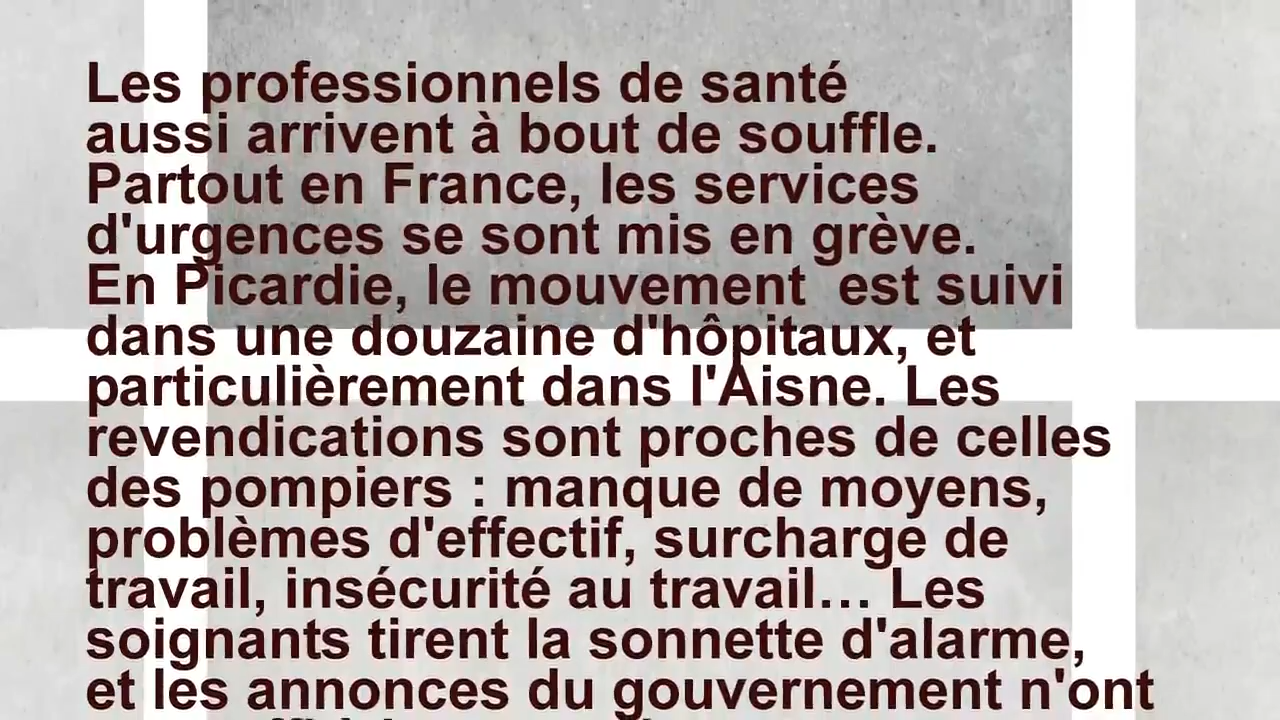 Les professionnels de santé
aussi arrivent à bout de souffle.
Partout en France, les services
d'urgences se sont mis en grève.
En Picardie, le mouvement  est suivi
dans une douzaine d'hôpitaux, et
particulièrement dans l'Aisne. Les
revendications sont proches de celles
des pompiers : manque de moyens,
problèmes d'effectif, surcharge de
travail, insécurité au travail… Les
soignants tirent la sonnette d'alarme,
et les annonces du gouvernement n'ont